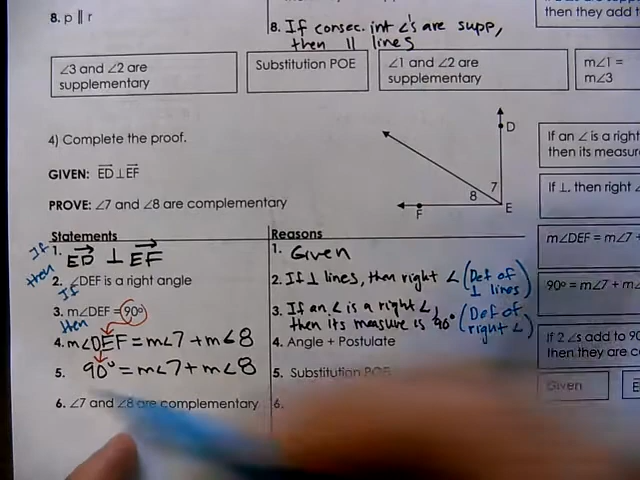 then they add t
8. p || r
8. If consec. int ∠'s are supp,
then || lines
∠3 and ∠2 are
supplementary
Substitution POE
∠1 and ∠2 are
supplementary
m∠1 =
m∠3
4) Complete the proof.
GIVEN: ED ⊥ EF
PROVE: ∠7 and ∠8 are complementary
D
7
8
F
E
If an ∠ is a right
then its measure
If ⊥, then right ∠
m∠DEF = m∠7 +
90° = m∠7 + m∠
If 2 ∠s add to 90
then they are c
Given
Statements
Reasons
If
1. ED ⊥ EF
1. Given
then
2. ∠DEF is a right angle
2. If ⊥ lines, then right ∠ (Def of
⊥ lines)
If
3. m∠DEF = 90°
3. If an ∠ is a right ∠,
then its measure is 90° (Def of
right ∠)
then
4. m∠DEF = m∠7 + m∠8
4. Angle + Postulate
5. 90° = m∠7 + m∠8
5. Substitution POE
6. ∠7 and ∠8 are complementary
6.